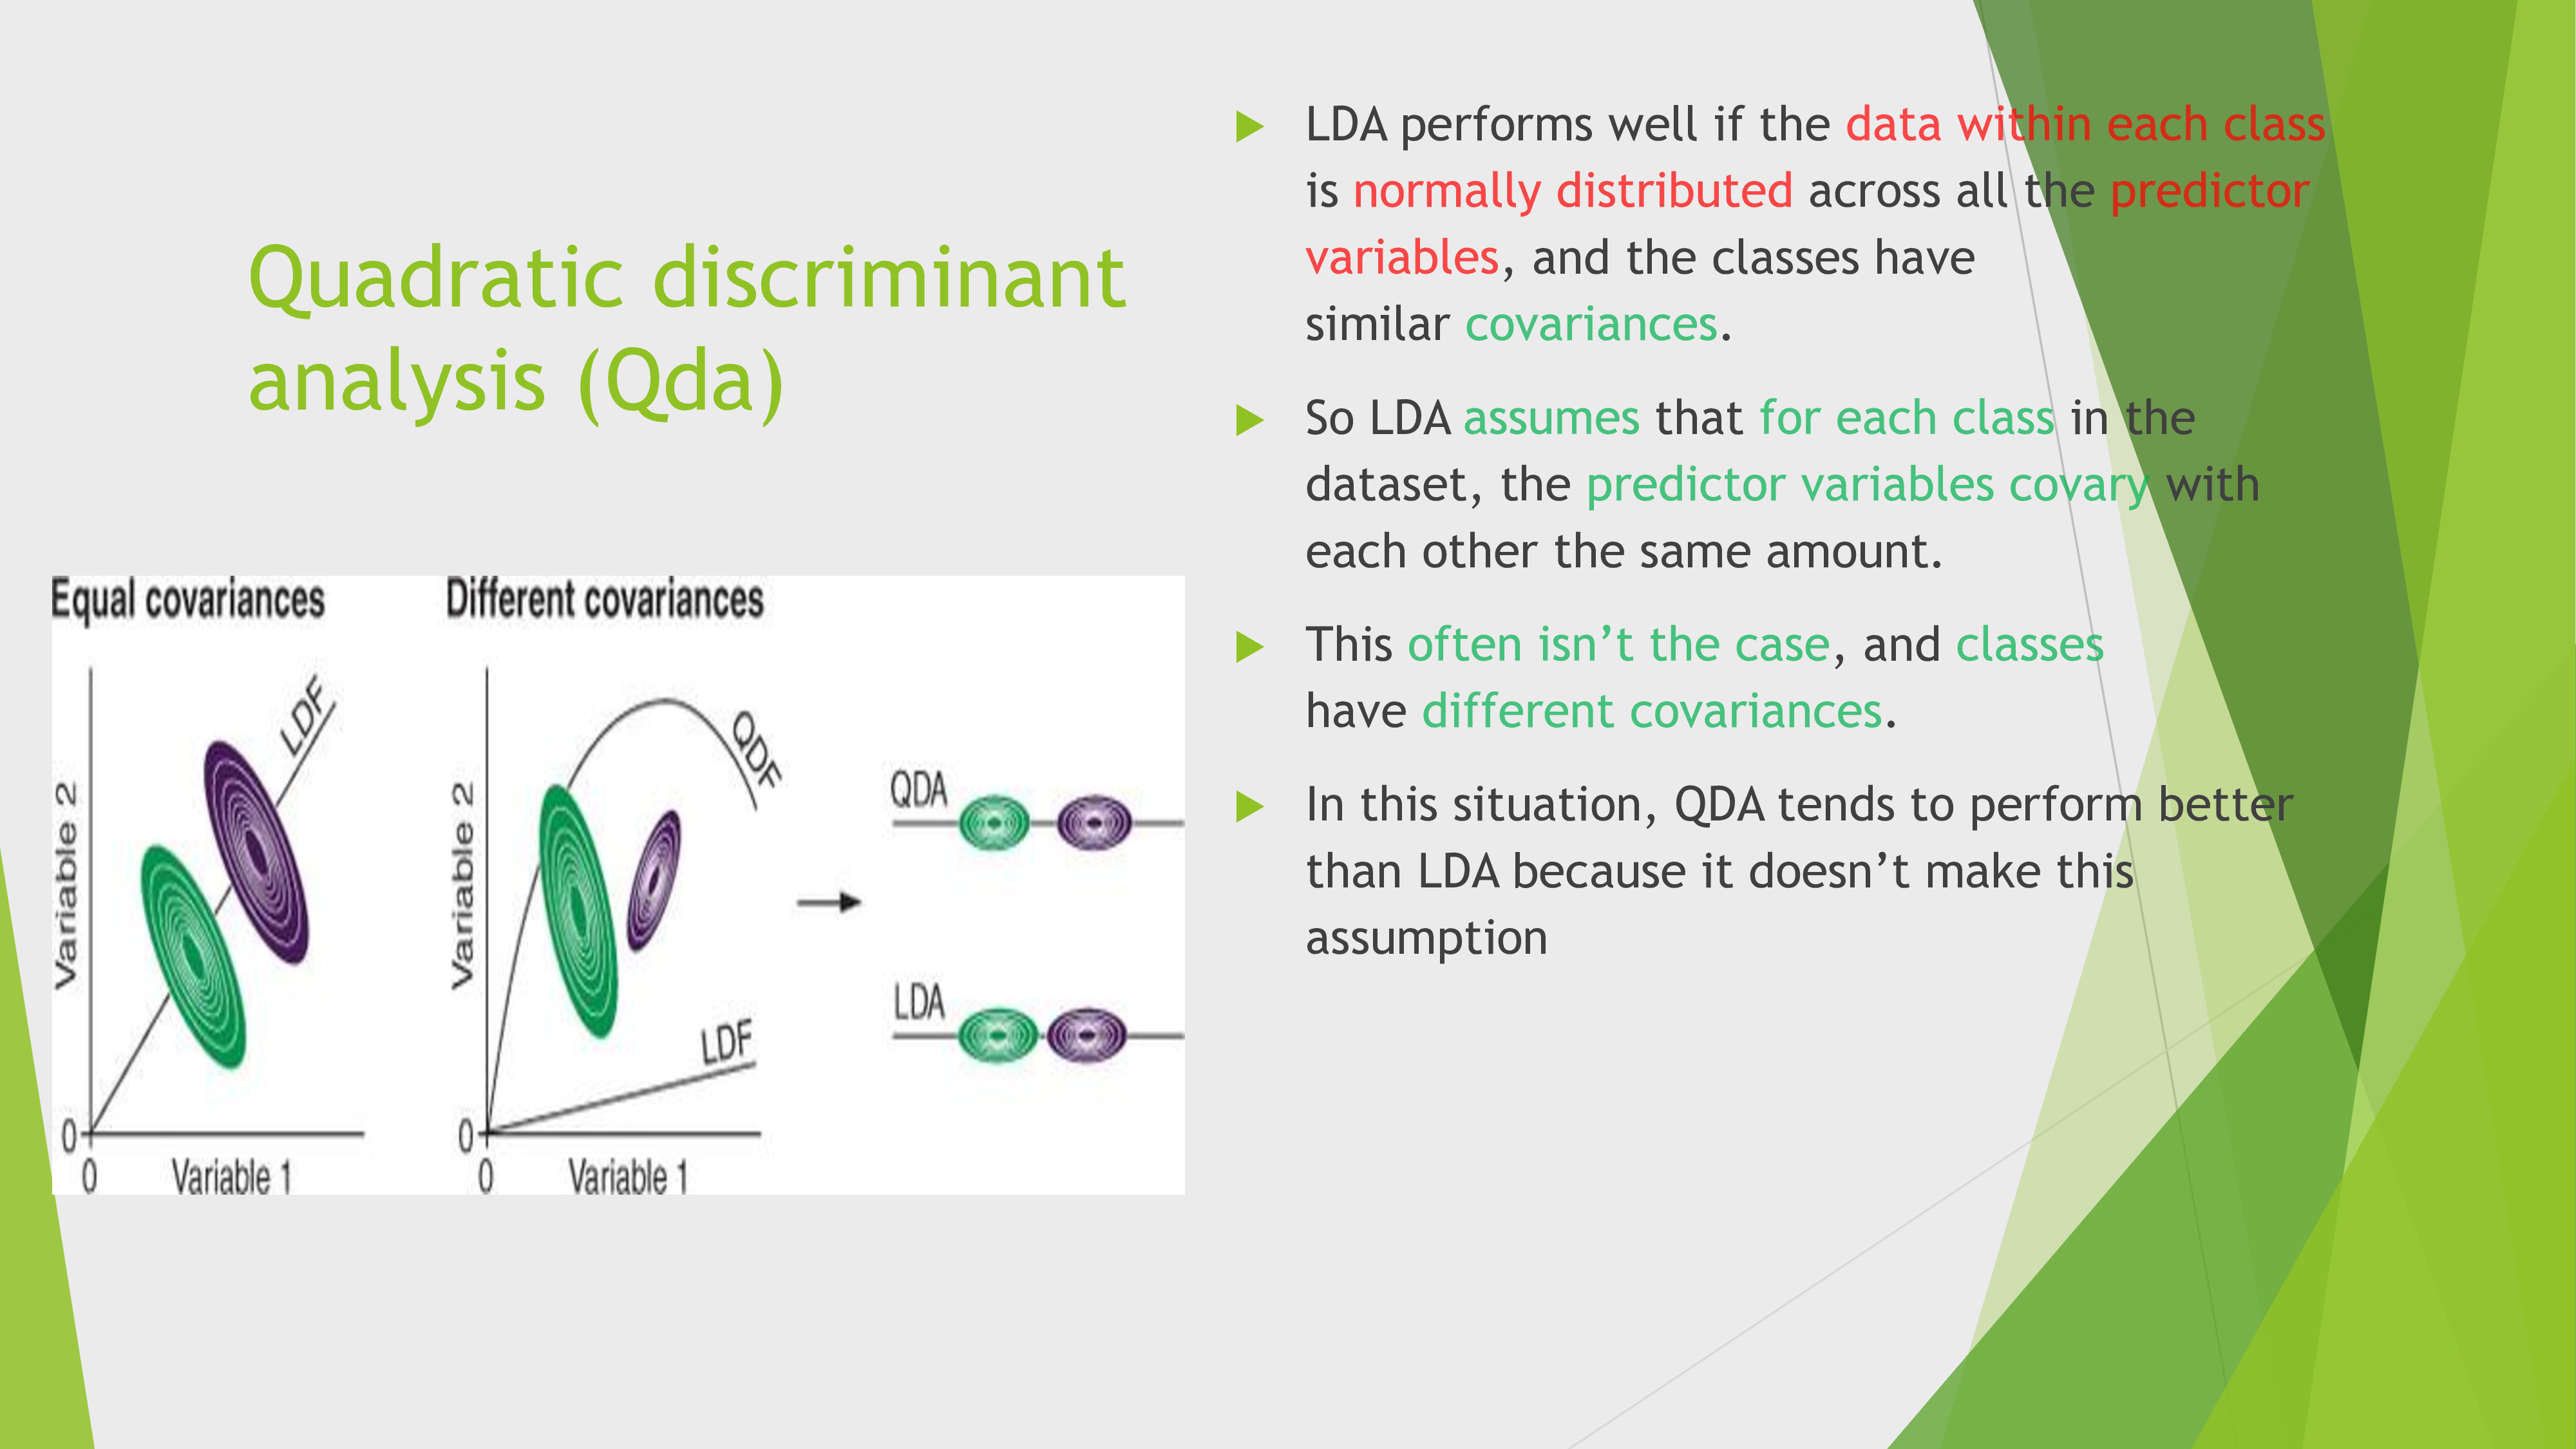 Quadratic discriminant
analysis (Qda)
Equal covariances
LDF
Variable 2
0
0
Variable 1
Different covariances
QDF
LDF
Variable 2
0
0
Variable 1
QDA
LDA
LDA performs well if the data within each class
is normally distributed across all the predictor
variables, and the classes have
similar covariances.
So LDA assumes that for each class in the
dataset, the predictor variables covary with
each other the same amount.
This often isn’t the case, and classes
have different covariances.
In this situation, QDA tends to perform better
than LDA because it doesn’t make this
assumption